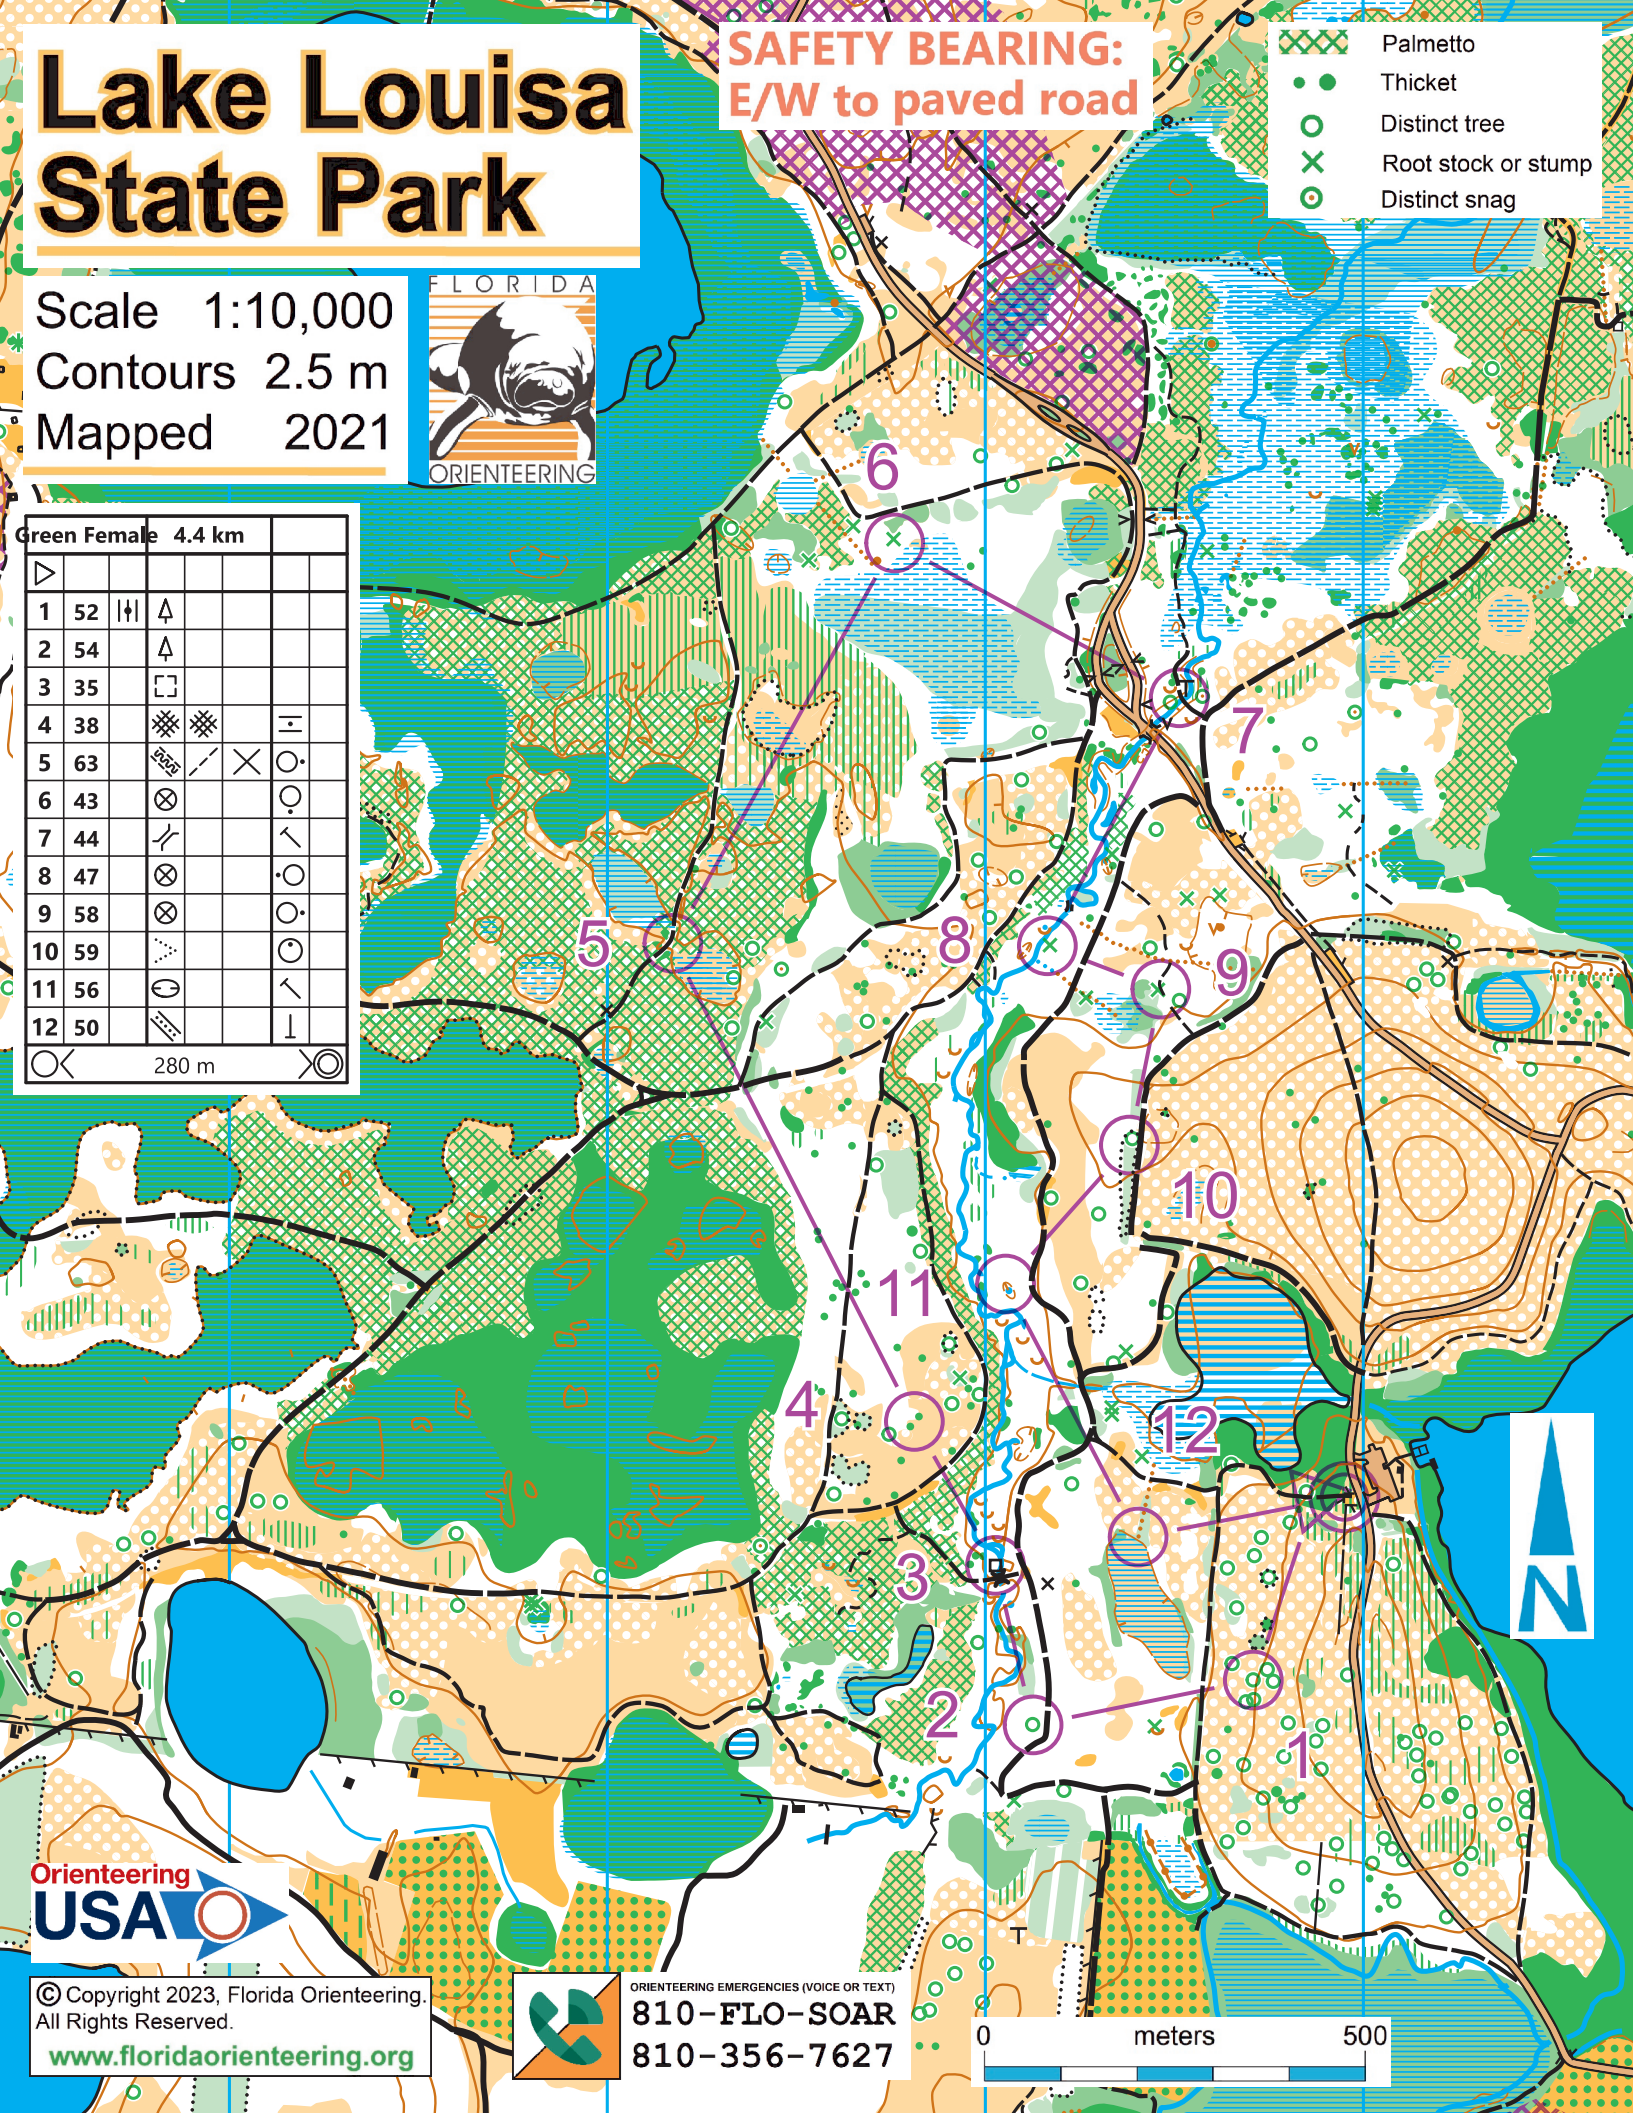 Lake Louisa
State Park
SAFETY BEARING:
E/W to paved road
Palmetto
Thicket
Distinct tree
Root stock or stump
Distinct snag
Scale 1:10,000
Contours 2.5 m
Mapped 2021
FLORIDA
ORIENTEERING
Green Female 4.4 km
1 52
2 54
3 35
4 38
5 63
6 43
7 44
8 47
9 58
10 59
11 56
12 50
280 m
6
7
5
8
9
10
11
4
12
3
2
1
N
Orienteering
USA
© Copyright 2023, Florida Orienteering.
All Rights Reserved.
www.floridaorienteering.org
ORIENTEERING EMERGENCIES (VOICE OR TEXT)
810-FLO-SOAR
810-356-7627
0 meters 500